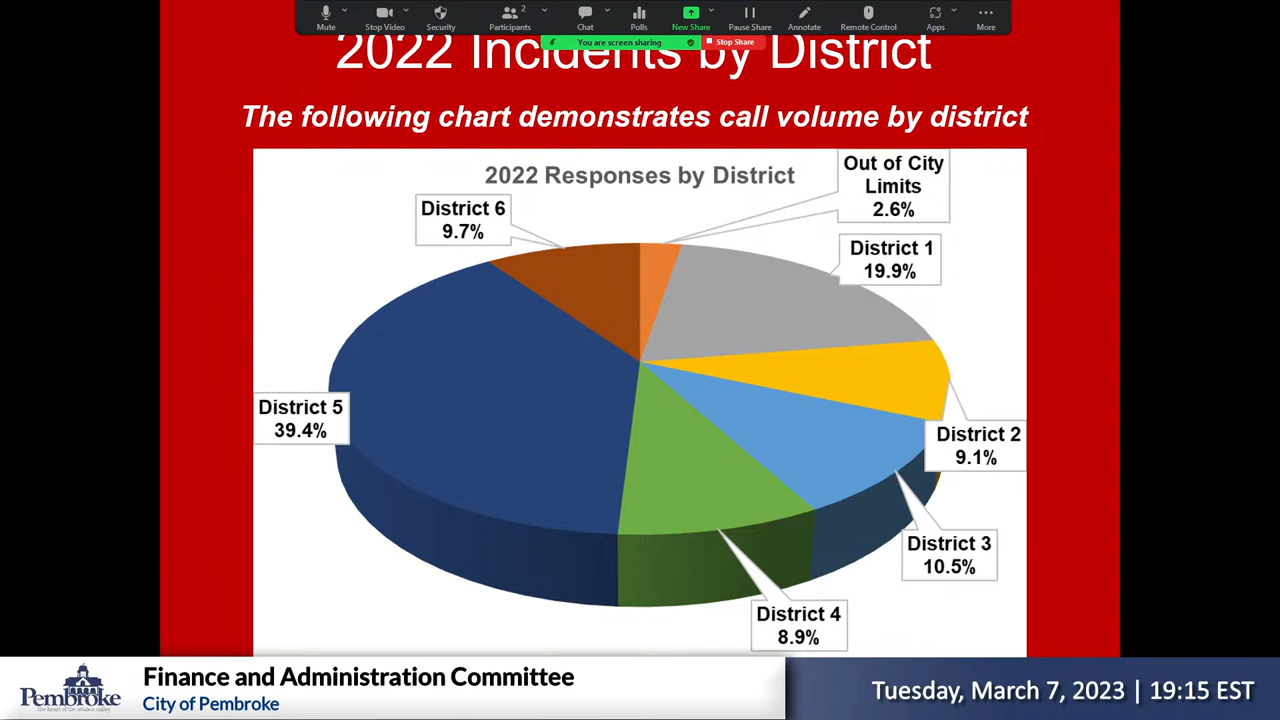 Mute
Stop Video
Security
Participants
2
Chat
Polls
New Share
Pause Share
Annotate
Remote Control
Apps
More
You are screen sharing
Stop Share
2022 Incidents by District
The following chart demonstrates call volume by district
2022 Responses by District
Out of City
Limits
2.6%
District 6
9.7%
District 1
19.9%
District 5
39.4%
District 2
9.1%
District 3
10.5%
District 4
8.9%
Pembroke
Finance and Administration Committee
City of Pembroke
Tuesday, March 7, 2023 | 19:15 EST